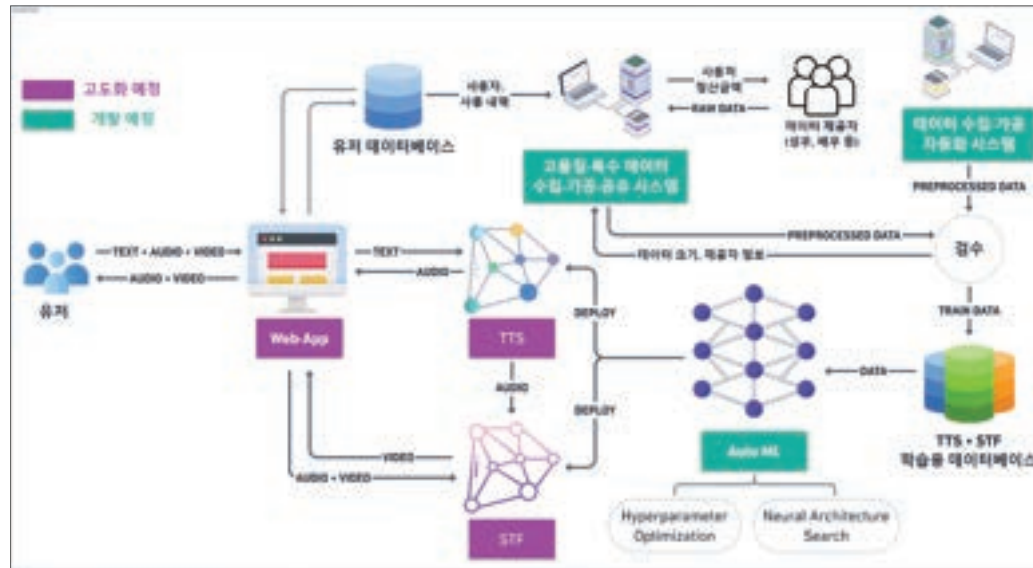 고도화 예정
개발 예정
유저 데이터베이스
사용자,
사용 내역
사용자
정산금액
RAW DATA
데이터 제공자
(성우, 배우 등)
데이터 수집·가공
자동화 시스템
고품질·특수 데이터
수집·가공·공유 시스템
PREPROCESSED DATA
PREPROCESSED DATA
데이터 크기, 제공자 정보
검수
유저
TEXT + AUDIO + VIDEO
AUDIO + VIDEO
Web-App
TEXT
AUDIO
TTS
AUDIO
DEPLOY
DEPLOY
TRAIN DATA
DATA
TTS + STF
학습용 데이터베이스
VIDEO
AUDIO + VIDEO
STF
Auto ML
Hyperparameter
Optimization
Neural Architecture
Search